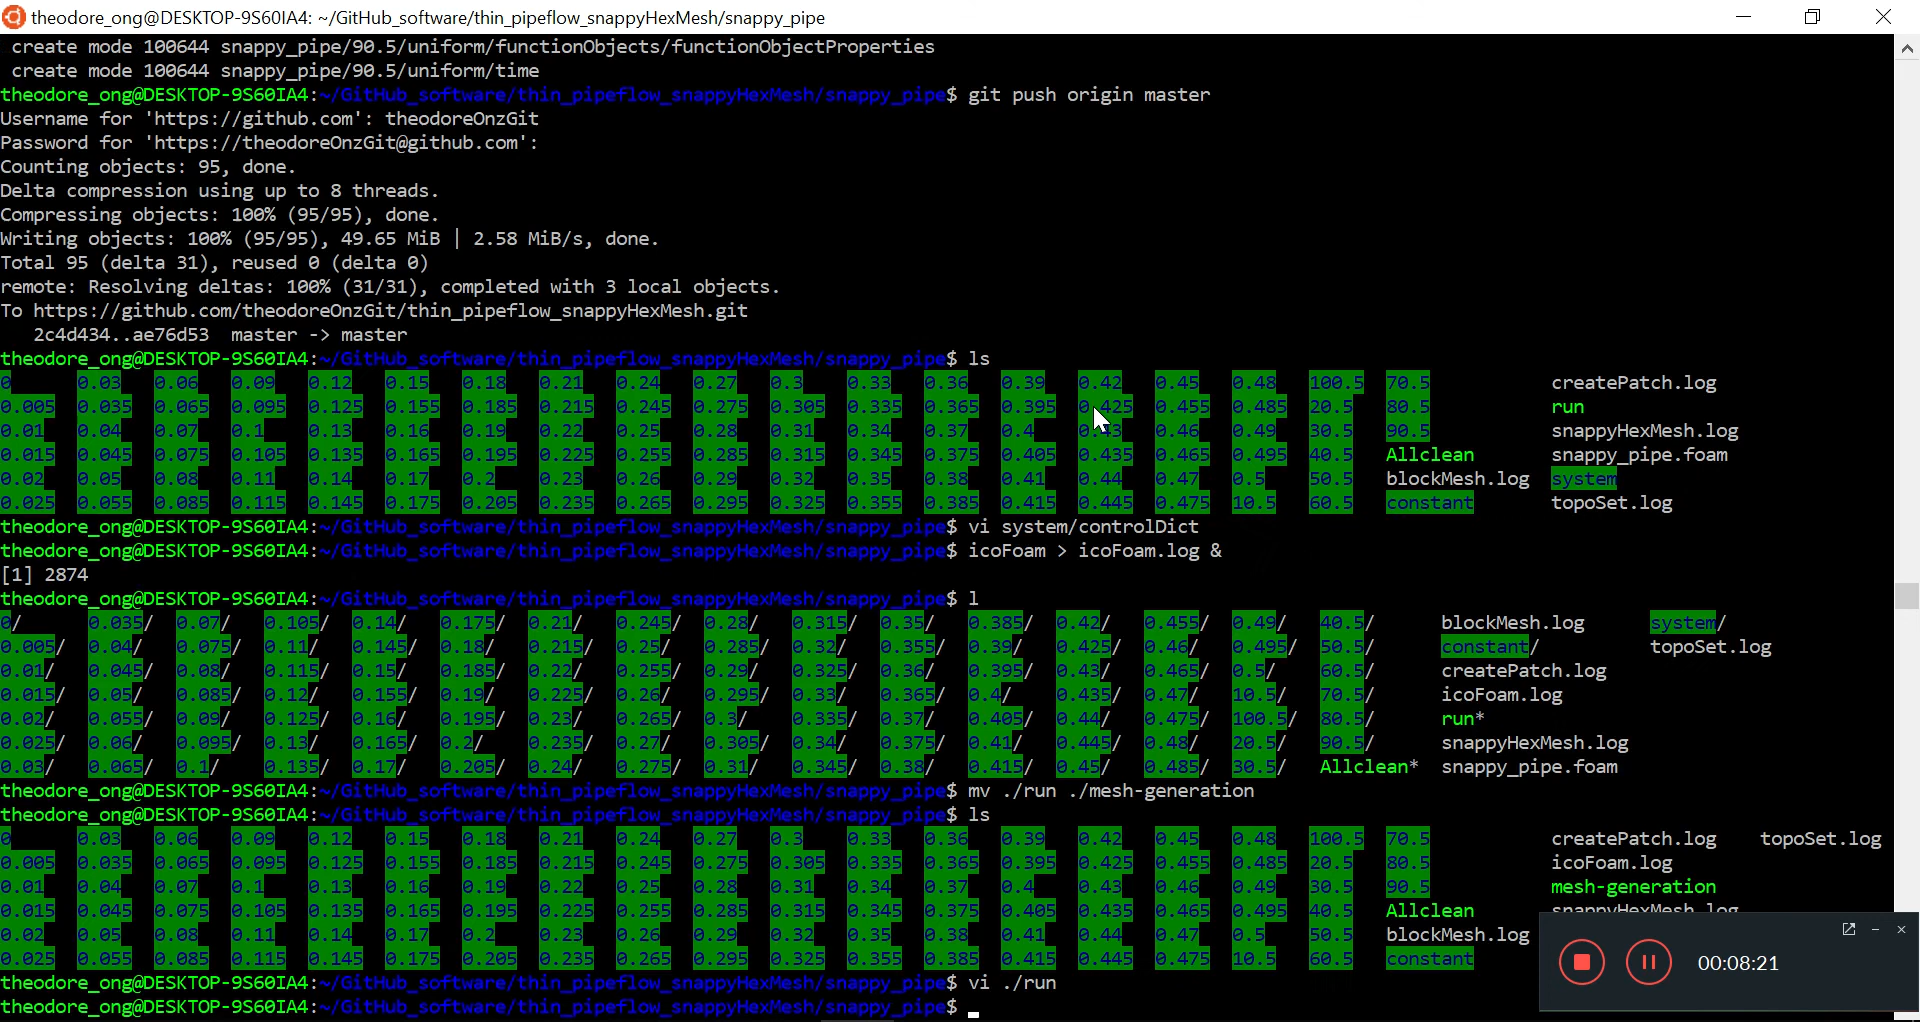 theodore_ong@DESKTOP-9S60IA4: ~/GitHub_software/thin_pipeflow_snappyHexMesh/snappy_pipe
create mode 100644 snappy_pipe/90.5/uniform/functionObjects/functionObjectProperties
create mode 100644 snappy_pipe/90.5/uniform/time
theodore_ong@DESKTOP-9S60IA4:~/GitHub_software/thin_pipeflow_snappyHexMesh/snappy_pipe$ git push origin master
Username for 'https://github.com': theodoreOnzGit
Password for 'https://theodoreOnzGit@github.com':
Counting objects: 95, done.
Delta compression using up to 8 threads.
Compressing objects: 100% (95/95), done.
Writing objects: 100% (95/95), 49.65 MiB | 2.58 MiB/s, done.
Total 95 (delta 31), reused 0 (delta 0)
remote: Resolving deltas: 100% (31/31), completed with 3 local objects.
To https://github.com/theodoreOnzGit/thin_pipeflow_snappyHexMesh.git
2c4d434..ae76d53 master -> master
theodore_ong@DESKTOP-9S60IA4:~/GitHub_software/thin_pipeflow_snappyHexMesh/snappy_pipe$ ls
0 0.03 0.06 0.09 0.12 0.15 0.18 0.21 0.24 0.27 0.3 0.33 0.36 0.39 0.42 0.45 0.48 100.5 70.5 createPatch.log
0.005 0.035 0.065 0.095 0.125 0.155 0.185 0.215 0.245 0.275 0.305 0.335 0.365 0.395 0.425 0.455 0.485 20.5 80.5 run
0.01 0.04 0.07 0.1 0.13 0.16 0.19 0.22 0.25 0.28 0.31 0.34 0.37 0.4 0.43 0.46 0.49 30.5 90.5 snappyHexMesh.log
0.015 0.045 0.075 0.105 0.135 0.165 0.195 0.225 0.255 0.285 0.315 0.345 0.375 0.405 0.435 0.465 0.495 40.5 Allclean snappy_pipe.foam
0.02 0.05 0.08 0.11 0.14 0.17 0.2 0.23 0.26 0.29 0.32 0.35 0.38 0.41 0.44 0.47 0.5 50.5 blockMesh.log system
0.025 0.055 0.085 0.115 0.145 0.175 0.205 0.235 0.265 0.295 0.325 0.355 0.385 0.415 0.445 0.475 10.5 60.5 constant topoSet.log
theodore_ong@DESKTOP-9S60IA4:~/GitHub_software/thin_pipeflow_snappyHexMesh/snappy_pipe$ vi system/controlDict
theodore_ong@DESKTOP-9S60IA4:~/GitHub_software/thin_pipeflow_snappyHexMesh/snappy_pipe$ icoFoam > icoFoam.log &
[1] 2874
theodore_ong@DESKTOP-9S60IA4:~/GitHub_software/thin_pipeflow_snappyHexMesh/snappy_pipe$ l
0/ 0.035/ 0.07/ 0.105/ 0.14/ 0.175/ 0.21/ 0.245/ 0.28/ 0.315/ 0.35/ 0.385/ 0.42/ 0.455/ 0.49/ 40.5/ blockMesh.log system/
0.005/ 0.04/ 0.075/ 0.11/ 0.145/ 0.18/ 0.215/ 0.25/ 0.285/ 0.32/ 0.355/ 0.39/ 0.425/ 0.46/ 0.495/ 50.5/ constant/ topoSet.log
0.01/ 0.045/ 0.08/ 0.115/ 0.15/ 0.185/ 0.22/ 0.255/ 0.29/ 0.325/ 0.36/ 0.395/ 0.43/ 0.465/ 0.5/ 60.5/ createPatch.log
0.015/ 0.05/ 0.085/ 0.12/ 0.155/ 0.19/ 0.225/ 0.26/ 0.295/ 0.33/ 0.365/ 0.4/ 0.435/ 0.47/ 10.5/ 70.5/ icoFoam.log
0.02/ 0.055/ 0.09/ 0.125/ 0.16/ 0.195/ 0.23/ 0.265/ 0.3/ 0.335/ 0.37/ 0.405/ 0.44/ 0.475/ 100.5/ 80.5/ run*
0.025/ 0.06/ 0.095/ 0.13/ 0.165/ 0.2/ 0.235/ 0.27/ 0.305/ 0.34/ 0.375/ 0.41/ 0.445/ 0.48/ 20.5/ 90.5/ snappyHexMesh.log
0.03/ 0.065/ 0.1/ 0.135/ 0.17/ 0.205/ 0.24/ 0.275/ 0.31/ 0.345/ 0.38/ 0.415/ 0.45/ 0.485/ 30.5/ Allclean* snappy_pipe.foam
theodore_ong@DESKTOP-9S60IA4:~/GitHub_software/thin_pipeflow_snappyHexMesh/snappy_pipe$ mv ./run ./mesh-generation
theodore_ong@DESKTOP-9S60IA4:~/GitHub_software/thin_pipeflow_snappyHexMesh/snappy_pipe$ ls
0 0.03 0.06 0.09 0.12 0.15 0.18 0.21 0.24 0.27 0.3 0.33 0.36 0.39 0.42 0.45 0.48 100.5 70.5 createPatch.log topoSet.log
0.005 0.035 0.065 0.095 0.125 0.155 0.185 0.215 0.245 0.275 0.305 0.335 0.365 0.395 0.425 0.455 0.485 20.5 80.5 icoFoam.log
0.01 0.04 0.07 0.1 0.13 0.16 0.19 0.22 0.25 0.28 0.31 0.34 0.37 0.4 0.43 0.46 0.49 30.5 90.5 mesh-generation
0.015 0.045 0.075 0.105 0.135 0.165 0.195 0.225 0.255 0.285 0.315 0.345 0.375 0.405 0.435 0.465 0.495 40.5 Allclean snappyHexMesh.log
0.02 0.05 0.08 0.11 0.14 0.17 0.2 0.23 0.26 0.29 0.32 0.35 0.38 0.41 0.44 0.47 0.5 50.5 blockMesh.log
0.025 0.055 0.085 0.115 0.145 0.175 0.205 0.235 0.265 0.295 0.325 0.355 0.385 0.415 0.445 0.475 10.5 60.5 constant
theodore_ong@DESKTOP-9S60IA4:~/GitHub_software/thin_pipeflow_snappyHexMesh/snappy_pipe$ vi ./run
theodore_ong@DESKTOP-9S60IA4:~/GitHub_software/thin_pipeflow_snappyHexMesh/snappy_pipe$
00:08:21